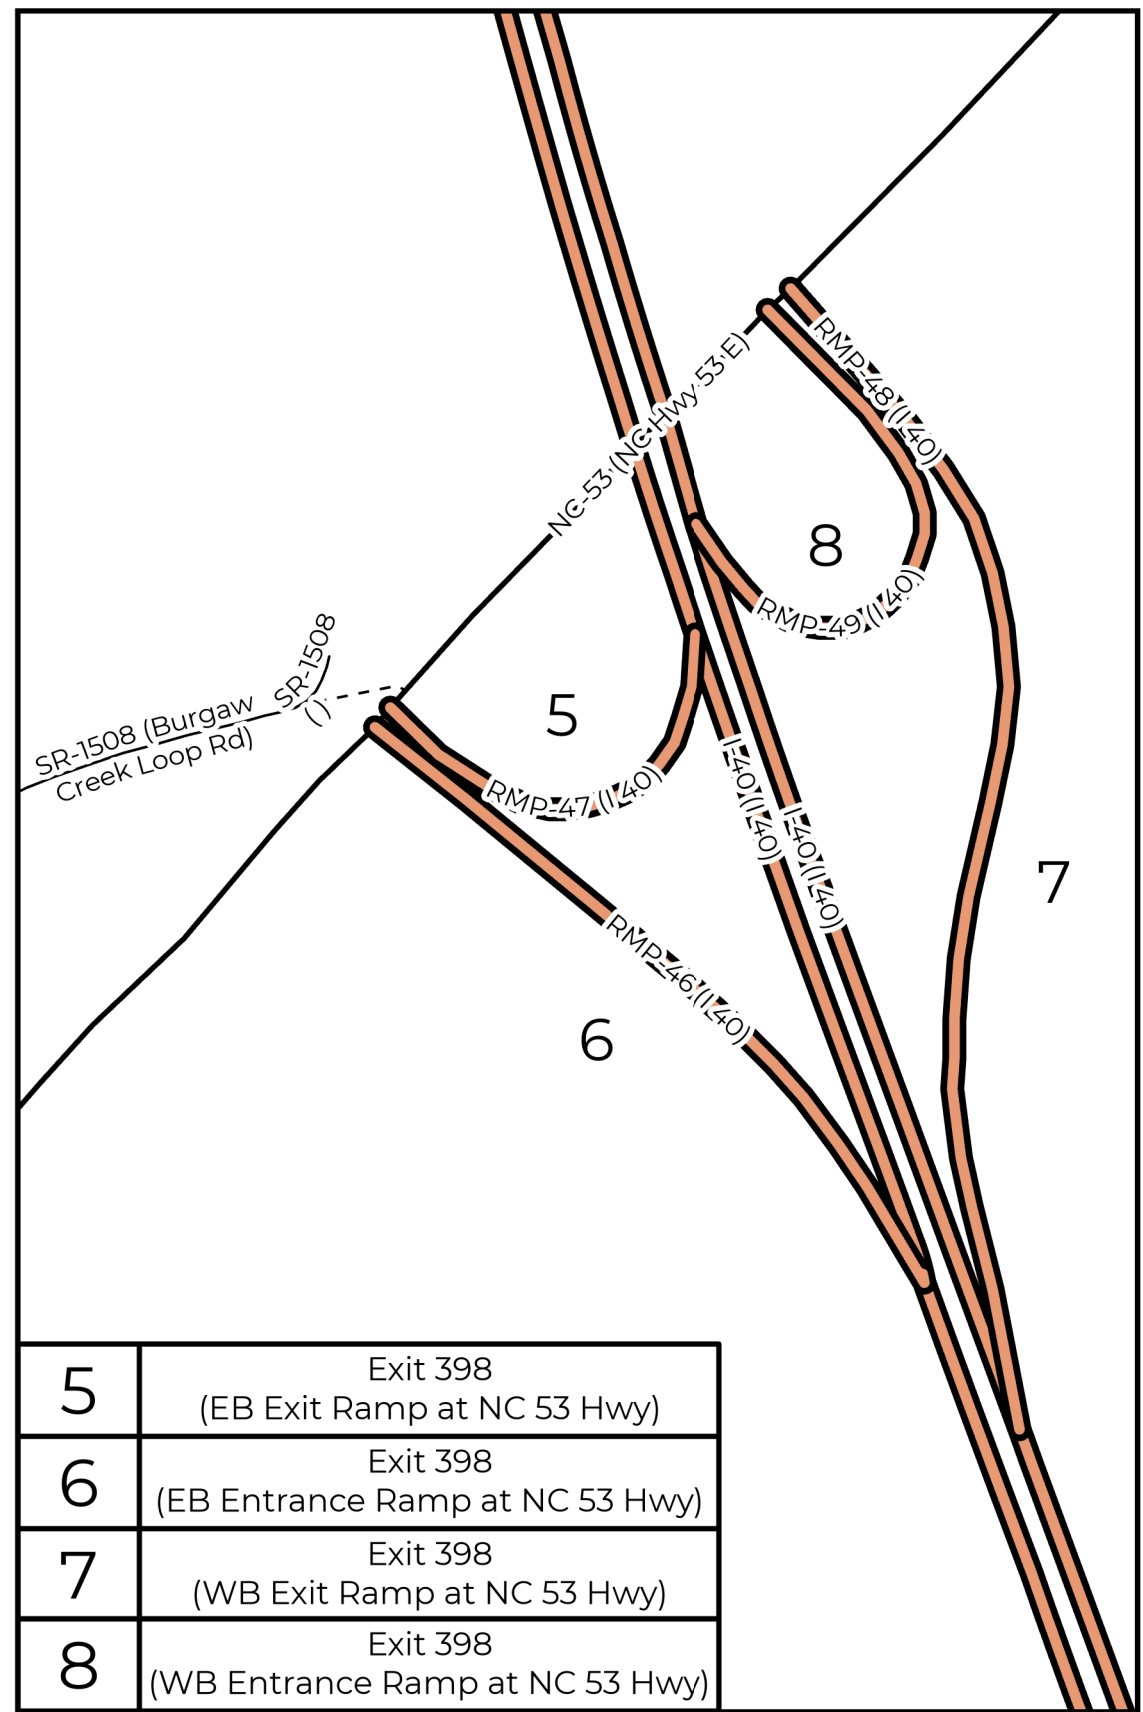 RMP-48 (I-40)
NC-53 (NC Hwy 53 E)
8
RMP-49 (I-40)
SR-1508
()
SR-1508 (Burgaw
Creek Loop Rd)
5
RMP-47 (I-40)
I-40 (I-40)
I-40 (I-40)
7
RMP-46 (I-40)
6
5
Exit 398
(EB Exit Ramp at NC 53 Hwy)
6
Exit 398
(EB Entrance Ramp at NC 53 Hwy)
7
Exit 398
(WB Exit Ramp at NC 53 Hwy)
8
Exit 398
(WB Entrance Ramp at NC 53 Hwy)